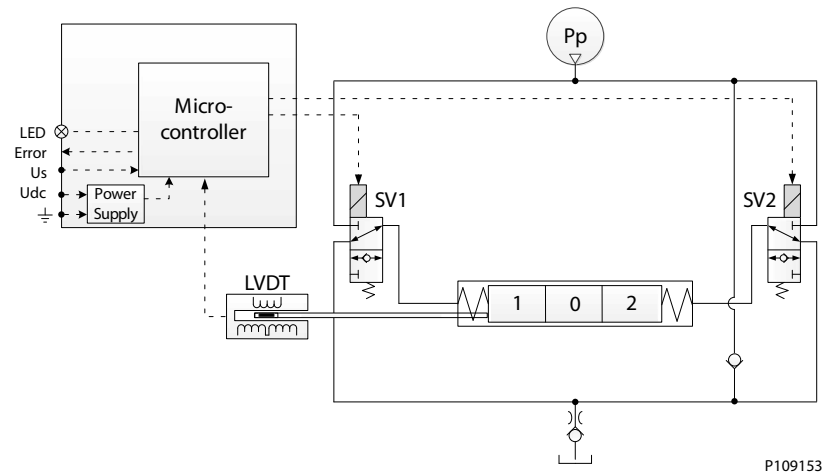 Pp
Micro-
controller
LED
Error
Us
Udc
Power
Supply
SV1
SV2
LVDT
1 0 2
P109153